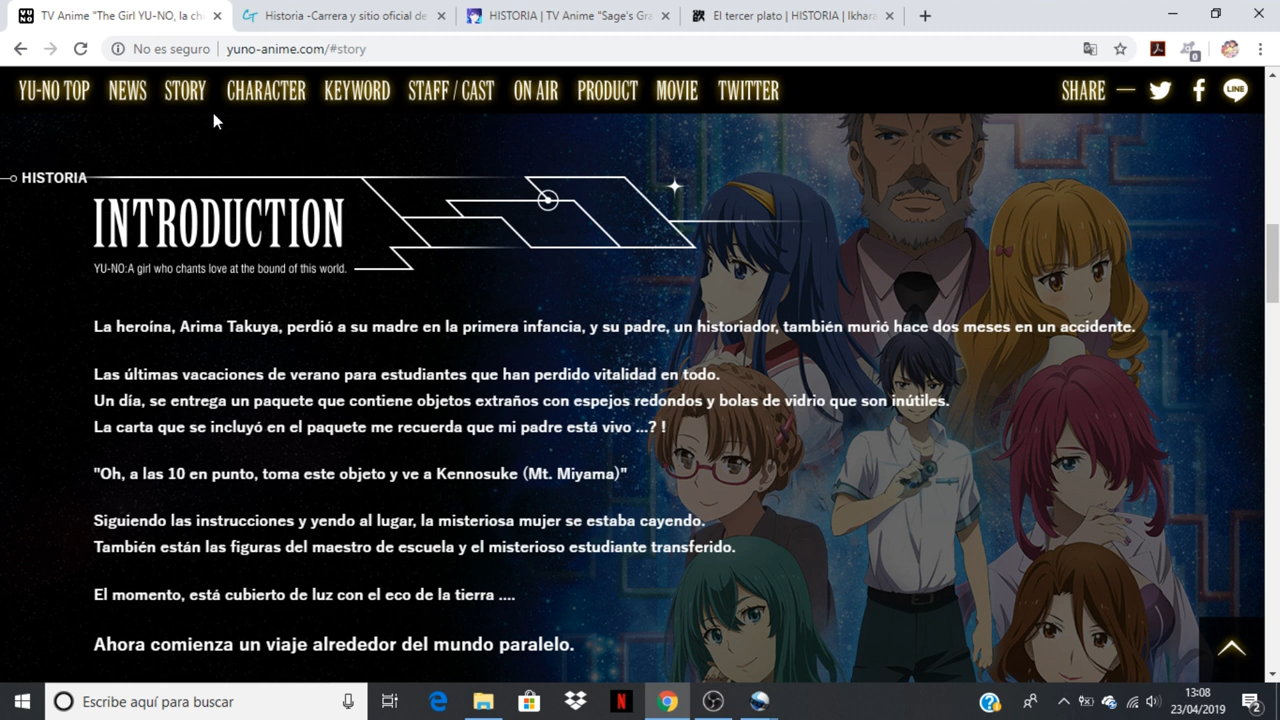 YU NO
TV Anime "The Girl YU-NO, la ch
Historia -Carrera y sitio oficial de
HISTORIA | TV Anime "Sage's Gra
El tercer plato | HISTORIA | Ikhara
No es seguro
yuno-anime.com/#story
YU-NO TOP NEWS STORY CHARACTER KEYWORD STAFF / CAST ON AIR PRODUCT MOVIE TWITTER SHARE LINE
HISTORIA
INTRODUCTION
YU-NO:A girl who chants love at the bound of this world.
La heroína, Arima Takuya, perdió a su madre en la primera infancia, y su padre, un historiador, también murió hace dos meses en un accidente.
Las últimas vacaciones de verano para estudiantes que han perdido vitalidad en todo.
Un día, se entrega un paquete que contiene objetos extraños con espejos redondos y bolas de vidrio que son inútiles.
La carta que se incluyó en el paquete me recuerda que mi padre está vivo ...? !
"Oh, a las 10 en punto, toma este objeto y ve a Kennosuke (Mt. Miyama)"
Siguiendo las instrucciones y yendo al lugar, la misteriosa mujer se estaba cayendo.
También están las figuras del maestro de escuela y el misterioso estudiante transferido.
El momento, está cubierto de luz con el eco de la tierra ....
Ahora comienza un viaje alrededor del mundo paralelo.
Escribe aquí para buscar
13:08
23/04/2019
2